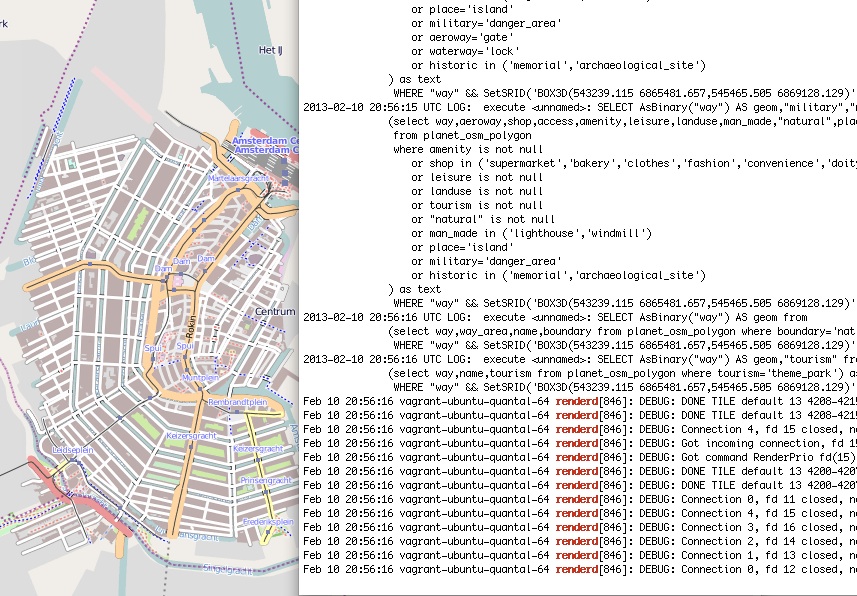 rk
Het IJ
Amsterdam Ce
Amsterdam C
Martelaarsgracht
Dam
Dam
Dam
Rokin
Centrum
Spui
Spui
Muntplein
Rembrandtplein
Keizersgracht
Leidseplein
Keizersgracht
Prinsengracht
Frederiksplein
Singelgracht
or place='island'
or military='danger_area'
or aeroway='gate'
or waterway='lock'
or historic in ('memorial','archaeological_site')
) as text
WHERE "way" && SetSRID('BOX3D(543239.115 6865481.657,545465.505 6869128.129)'
2013-02-10 20:56:15 UTC LOG:  execute <unnamed>: SELECT AsBinary("way") AS geom,"military","n
(select way,aeroway,shop,access,amenity,leisure,landuse,man_made,"natural",pla
from planet_osm_polygon
where amenity is not null
or shop in ('supermarket','bakery','clothes','fashion','convenience','doity
or leisure is not null
or landuse is not null
or tourism is not null
or "natural" is not null
or man_made in ('lighthouse','windmill')
or place='island'
or military='danger_area'
or historic in ('memorial','archaeological_site')
) as text
WHERE "way" && SetSRID('BOX3D(543239.115 6865481.657,545465.505 6869128.129)'
2013-02-10 20:56:16 UTC LOG:  execute <unnamed>: SELECT AsBinary("way") AS geom from
(select way,way_area,name,boundary from planet_osm_polygon where boundary='nat
WHERE "way" && SetSRID('BOX3D(543239.115 6865481.657,545465.505 6869128.129)'
2013-02-10 20:56:16 UTC LOG:  execute <unnamed>: SELECT AsBinary("way") AS geom,"tourism" fro
(select way,name,tourism from planet_osm_polygon where tourism='theme_park') a
WHERE "way" && SetSRID('BOX3D(543239.115 6865481.657,545465.505 6869128.129)'
Feb 10 20:56:16 vagrant-ubuntu-quantal-64 renderd[846]: DEBUG: DONE TILE default 13 4208-4215
Feb 10 20:56:16 vagrant-ubuntu-quantal-64 renderd[846]: DEBUG: DONE TILE default 13 4208-4215
Feb 10 20:56:16 vagrant-ubuntu-quantal-64 renderd[846]: DEBUG: Connection 4, fd 15 closed, no
Feb 10 20:56:16 vagrant-ubuntu-quantal-64 renderd[846]: DEBUG: Got incoming connection, fd 15
Feb 10 20:56:16 vagrant-ubuntu-quantal-64 renderd[846]: DEBUG: Got command RenderPrio fd(15)
Feb 10 20:56:16 vagrant-ubuntu-quantal-64 renderd[846]: DEBUG: DONE TILE default 13 4200-4207
Feb 10 20:56:16 vagrant-ubuntu-quantal-64 renderd[846]: DEBUG: DONE TILE default 13 4200-4207
Feb 10 20:56:16 vagrant-ubuntu-quantal-64 renderd[846]: DEBUG: Connection 0, fd 11 closed, no
Feb 10 20:56:16 vagrant-ubuntu-quantal-64 renderd[846]: DEBUG: Connection 4, fd 15 closed, no
Feb 10 20:56:16 vagrant-ubuntu-quantal-64 renderd[846]: DEBUG: Connection 3, fd 16 closed, no
Feb 10 20:56:16 vagrant-ubuntu-quantal-64 renderd[846]: DEBUG: Connection 2, fd 14 closed, no
Feb 10 20:56:16 vagrant-ubuntu-quantal-64 renderd[846]: DEBUG: Connection 1, fd 13 closed, no
Feb 10 20:56:16 vagrant-ubuntu-quantal-64 renderd[846]: DEBUG: Connection 0, fd 12 closed, no